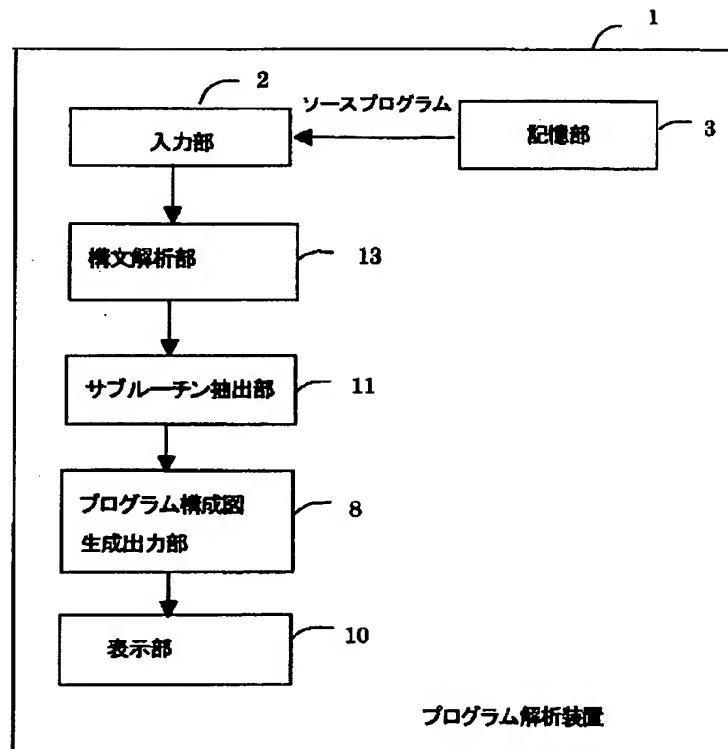 1
2
ソースプログラム
入力部
記憶部
3
構文解析部
13
サブルーチン抽出部
11
プログラム構成図
生成出力部
8
表示部
10
プログラム解析装置